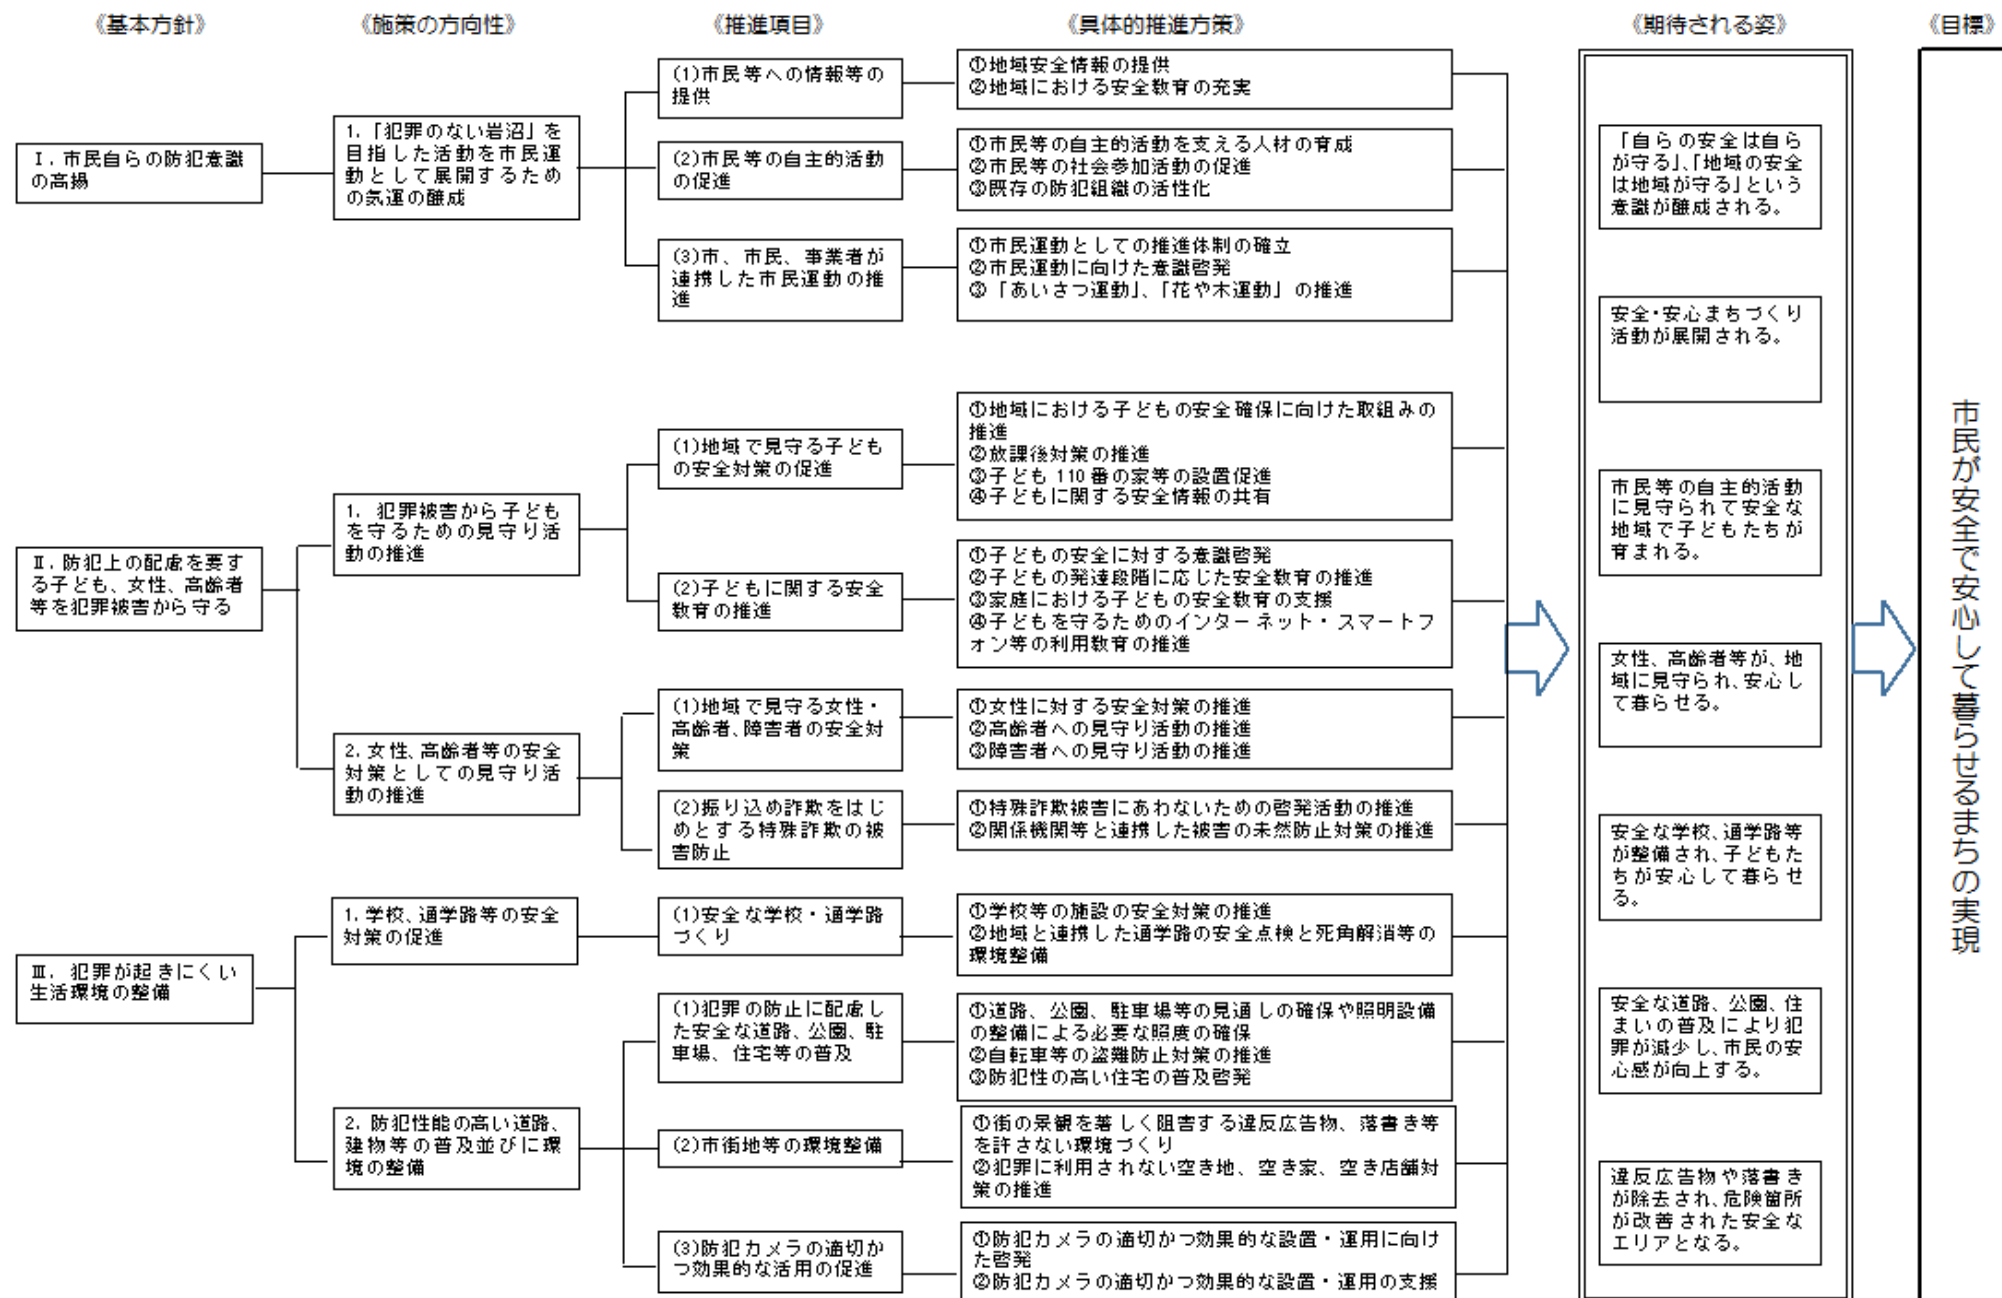 《基本方針》
《施策の方向性》
《推進項目》
《具体的推進方策》
《期待される姿》
《目標》
Ⅰ. 市民自らの防犯意識
の高揚
1.「犯罪のない岩沼」を
目指した活動を市民運
動として展開するため
の気運の醸成
(1)市民等への情報等の
提供
①地域安全情報の提供
②地域における安全教育の充実
(2)市民等の自主的活動
の促進
①市民等の自主的活動を支える人材の育成
②市民等の社会参加活動の促進
③既存の防犯組織の活性化
(3)市、市民、事業者が
連携した市民運動の推
進
①市民運動としての推進体制の確立
②市民運動に向けた意識啓発
③「あいさつ運動」、「花や木運動」の推進
Ⅱ. 防犯上の配慮を要す
る子ども、女性、高齢者
等を犯罪被害から守る
1. 犯罪被害から子ども
を守るための見守り活
動の推進
(1)地域で見守る子ども
の安全対策の促進
①地域における子どもの安全確保に向けた取組みの
推進
②放課後対策の推進
③子ども 110 番の家等の設置促進
④子どもに関する安全情報の共有
(2)子どもに関する安全
教育の推進
①子どもの安全に対する意識啓発
②子どもの発達段階に応じた安全教育の推進
③家庭における子どもの安全教育の支援
④子どもを守るためのインターネット・スマートフ
ォン等の利用教育の推進
2. 女性、高齢者等の安全
対策としての見守り活
動の推進
(1)地域で見守る女性・
高齢者、障害者の安全対
策
①女性に対する安全対策の推進
②高齢者への見守り活動の推進
③障害者への見守り活動の推進
(2)振り込め詐欺をはじ
めとする特殊詐欺の被
害防止
①特殊詐欺被害にあわないための啓発活動の推進
②関係機関等と連携した被害の未然防止対策の推進
Ⅲ. 犯罪が起きにくい
生活環境の整備
1. 学校、通学路等の安全
対策の促進
(1)安全な学校・通学路
づくり
①学校等の施設の安全対策の推進
②地域と連携した通学路の安全点検と死角解消等の
環境整備
2. 防犯性能の高い道路、
建物等の普及並びに環
境の整備
(1)犯罪の防止に配慮し
た安全な道路、公園、駐
車場、住宅等の普及
①道路、公園、駐車場等の見通しの確保や照明設備
の整備による必要な照度の確保
②自転車等の盗難防止対策の推進
③防犯性の高い住宅の普及啓発
(2)市街地等の環境整備
①街の景観を著しく阻害する違反広告物、落書き等
を許さない環境づくり
②犯罪に利用されない空き地、空き家、空き店舗対
策の推進
(3)防犯カメラの適切か
つ効果的な活用の促進
①防犯カメラの適切かつ効果的な設置・運用に向け
た啓発
②防犯カメラの適切かつ効果的な設置・運用の支援
「自らの安全は自ら
が守る」、「地域の安全
は地域が守る」という
意識が醸成される。
安全・安心まちづくり
活動が展開される。
市民等の自主的活動
に見守られて安全な
地域で子どもたちが
育まれる。
女性、高齢者等が、地
域に見守られ、安心し
て暮らせる。
安全な学校、通学路等
が整備され、子どもた
ちが安心して暮らせ
る。
安全な道路、公園、住
まいの普及により犯
罪が減少し、市民の安
心感が向上する。
違反広告物や落書き
が除去され、危険箇所
が改善された安全な
エリアとなる。
市民が安全で安心して暮らせるまちの実現